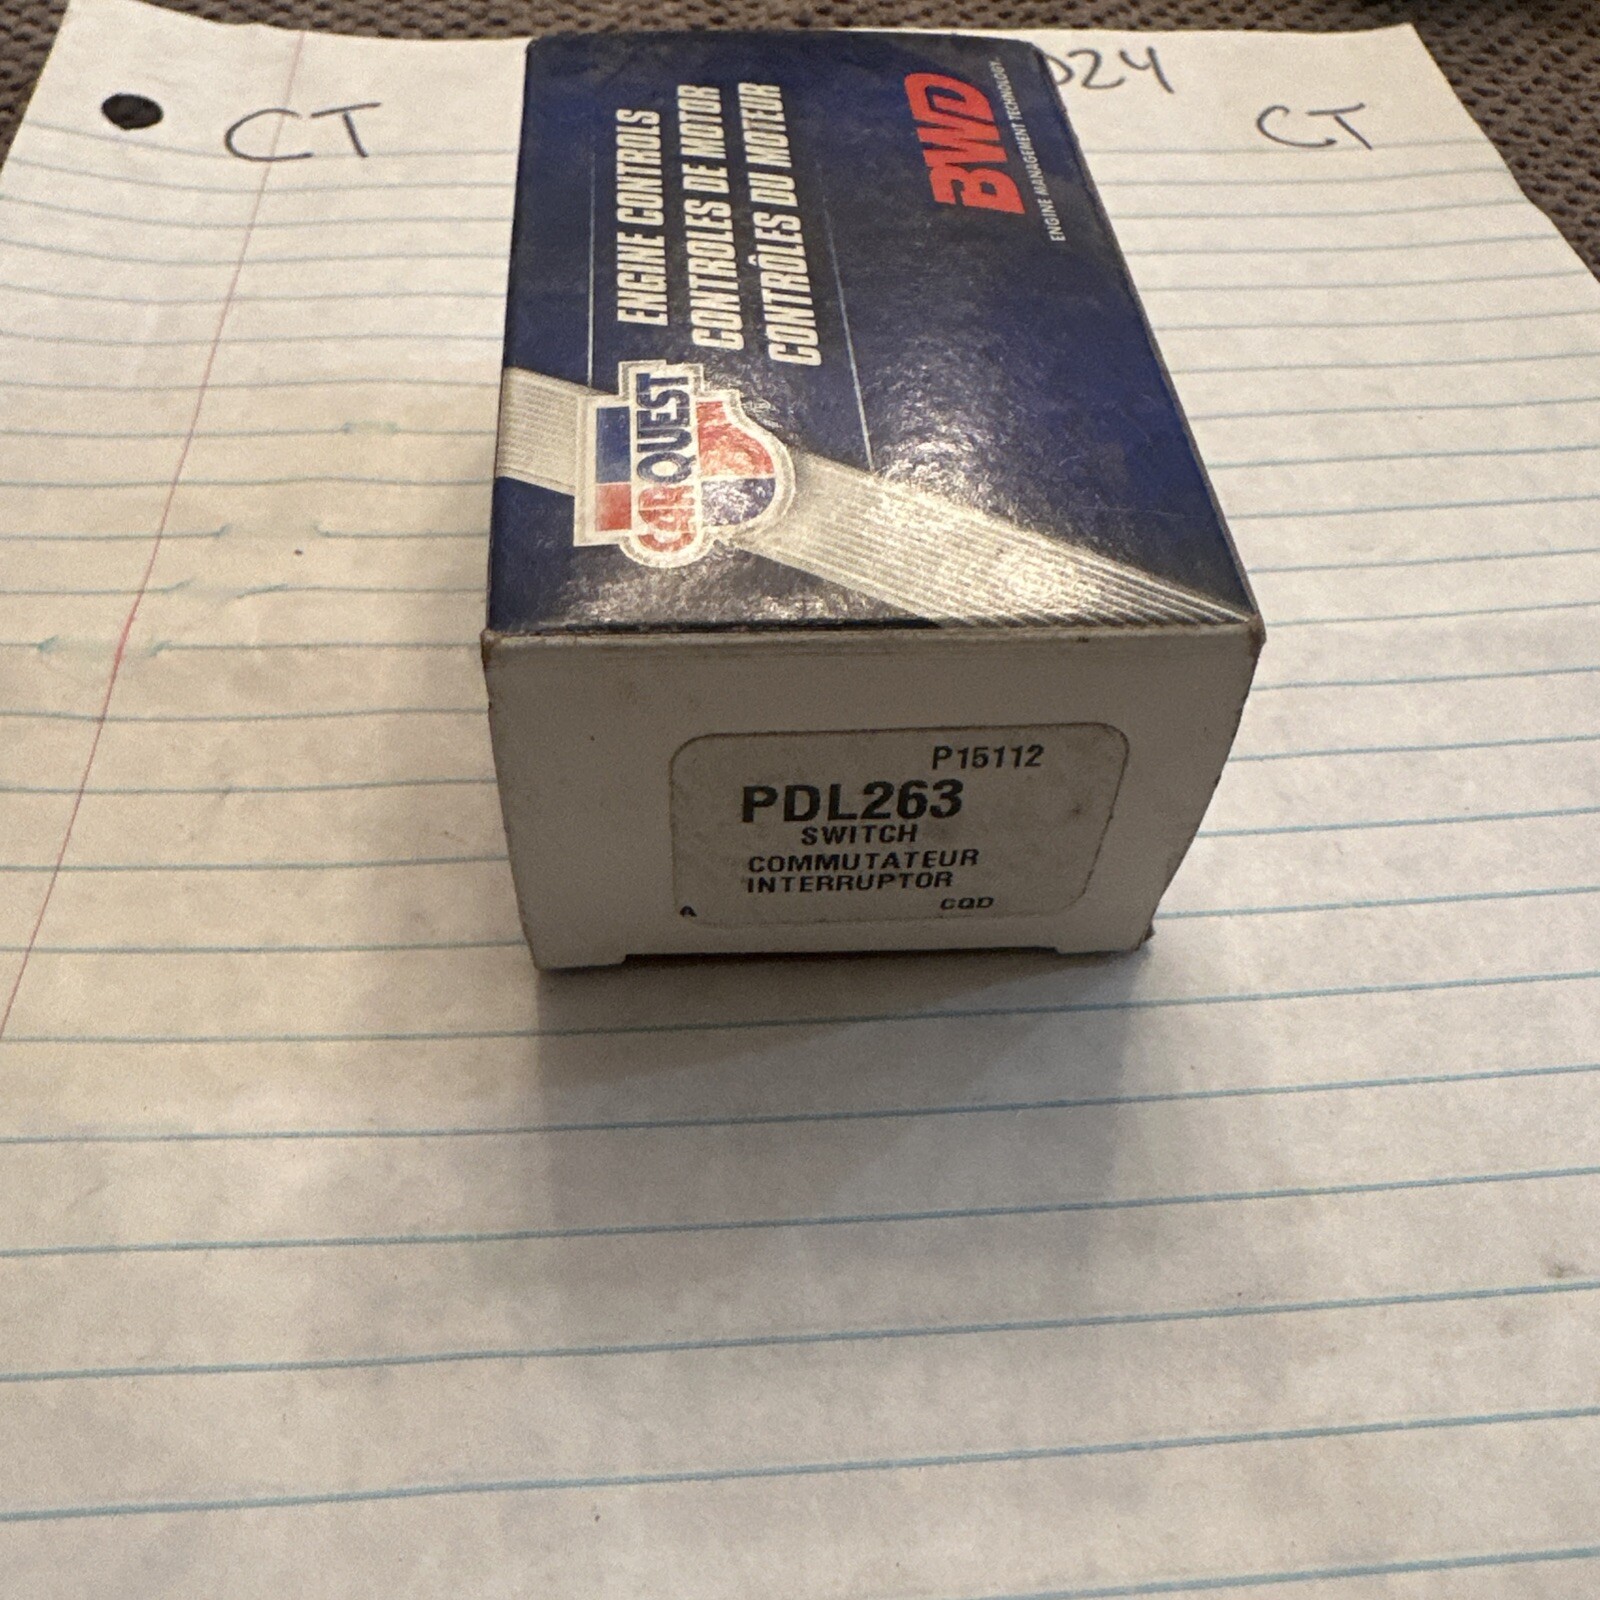 CT
024
CT
ENGINE CONTROLS
CONTROLES DE MOTOR
CONTRÔLES DU MOTEUR
BWD
ENGINE MANAGEMENT TECHNOLOGY.
CARQUEST
P15112
PDL263
SWITCH
COMMUTATEUR
INTERRUPTOR
A CQD